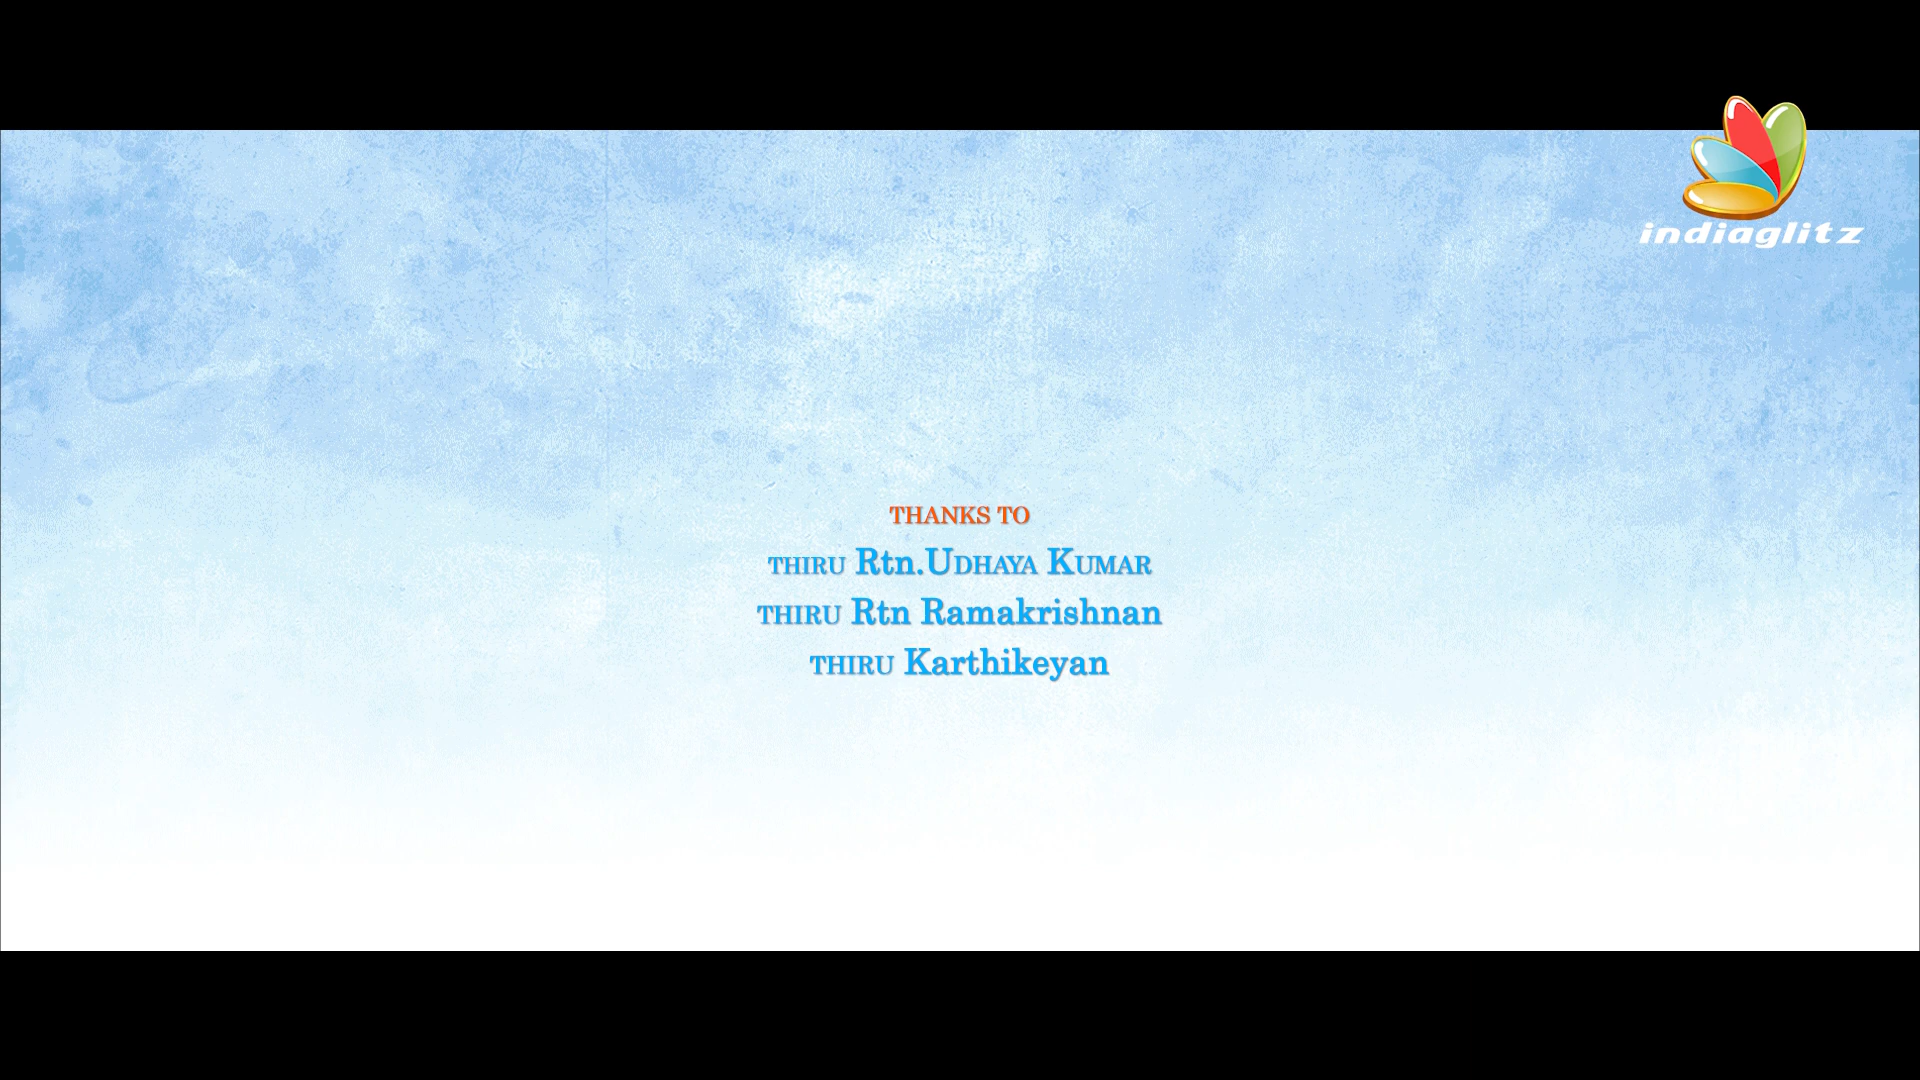 indiaglitz
THANKS TO
THIRU Rtn.UDHAYA KUMAR
THIRU Rtn Ramakrishnan
THIRU Karthikeyan